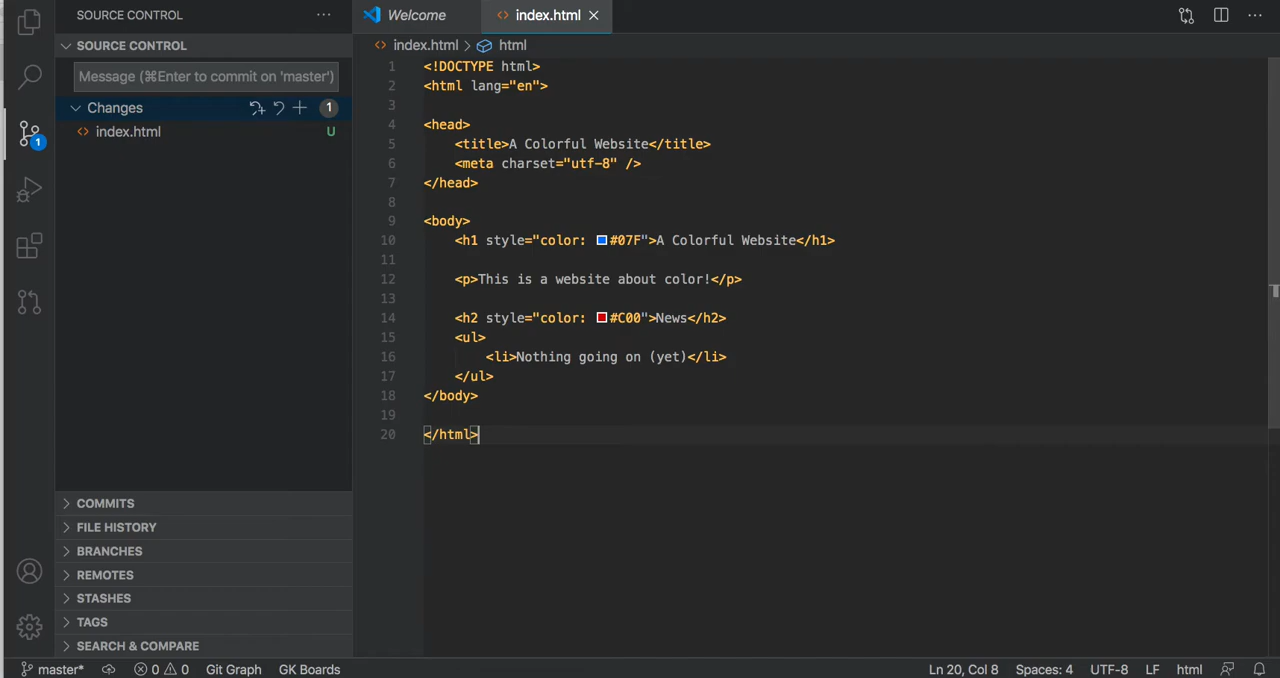 SOURCE CONTROL ···
SOURCE CONTROL
Message (⌘Enter to commit on 'master')
Changes 1
index.html U
1
COMMITS
FILE HISTORY
BRANCHES
REMOTES
STASHES
TAGS
SEARCH & COMPARE
Welcome index.html
index.html > html
1 <!DOCTYPE html>
2 <html lang="en">
3
4 <head>
5 <title>A Colorful Website</title>
6 <meta charset="utf-8" />
7 </head>
8
9 <body>
10 <h1 style="color: #07F">A Colorful Website</h1>
11
12 <p>This is a website about color!</p>
13
14 <h2 style="color: #C00">News</h2>
15 <ul>
16 <li>Nothing going on (yet)</li>
17 </ul>
18 </body>
19
20 </html>
master* 0 0 Git Graph GK Boards Ln 20, Col 8 Spaces: 4 UTF-8 LF html